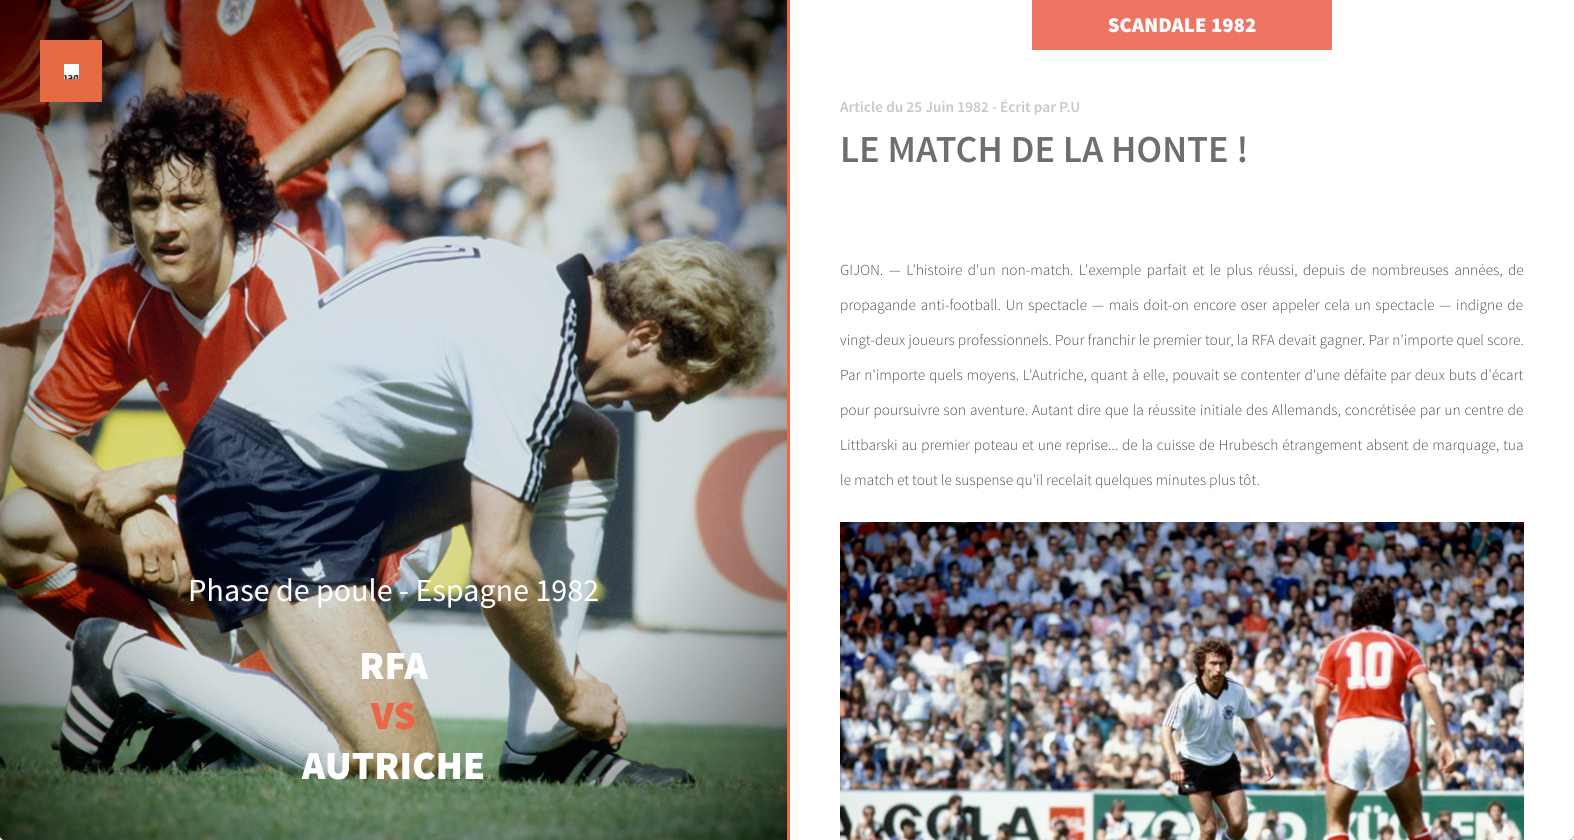 SCANDALE 1982
Article du 25 Juin 1982 - Écrit par P.U
LE MATCH DE LA HONTE !
GIJON. — L'histoire d'un non-match. L'exemple parfait et le plus réussi, depuis de nombreuses années, de
propagande anti-football. Un spectacle — mais doit-on encore oser appeler cela un spectacle — indigne de
vingt-deux joueurs professionnels. Pour franchir le premier tour, la RFA devait gagner. Par n'importe quel score.
Par n'importe quels moyens. L'Autriche, quant à elle, pouvait se contenter d'une défaite par deux buts d'écart
pour poursuivre son aventure. Autant dire que la réussite initiale des Allemands, concrétisée par un centre de
Littbarski au premier poteau et une reprise... de la cuisse de Hrubesch étrangement absent de marquage, tua
le match et tout le suspense qu'il recelait quelques minutes plus tôt.
Phase de poule - Espagne 1982
RFA
VS
AUTRICHE
10